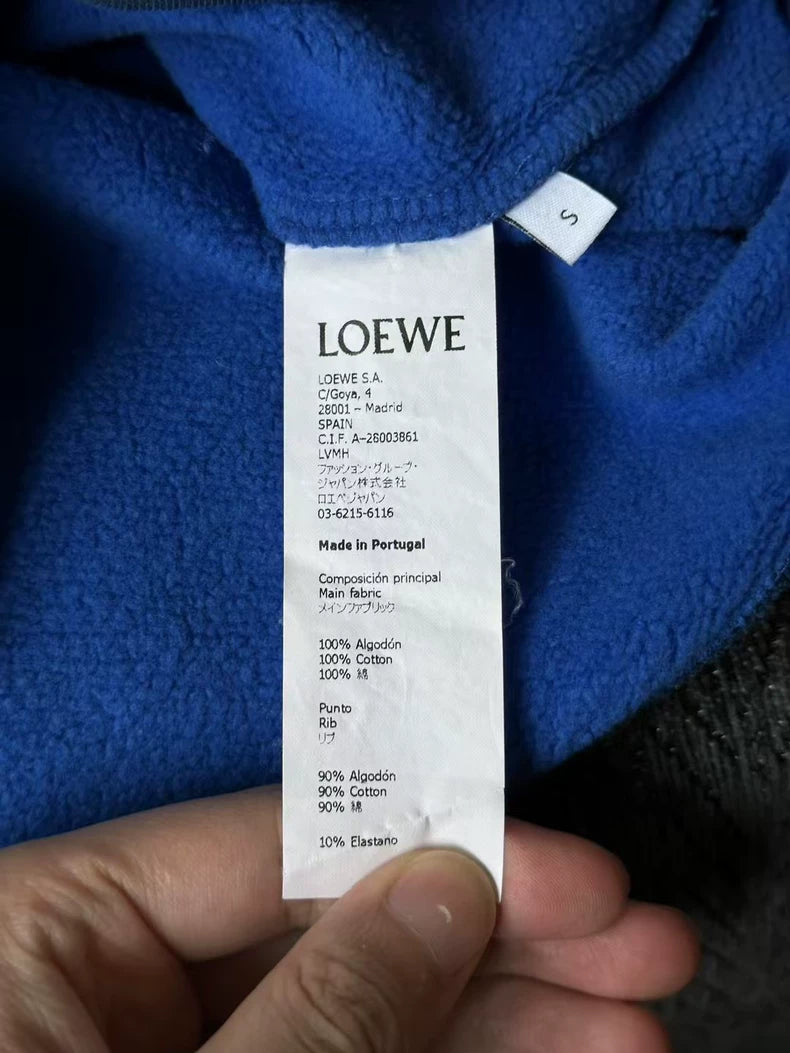 S
LOEWE
LOEWE S.A.
C/Goya, 4
28001 – Madrid
SPAIN
C.I.F. A–28003861
LVMH
ファッション・グループ・
ジャパン株式会社
ロエベジャパン
03-6215-6116
Made in Portugal
Composición principal
Main fabric
メインファブリック
100% Algodón
100% Cotton
100% 綿
Punto
Rib
リブ
90% Algodón
90% Cotton
90% 綿
10% Elastano